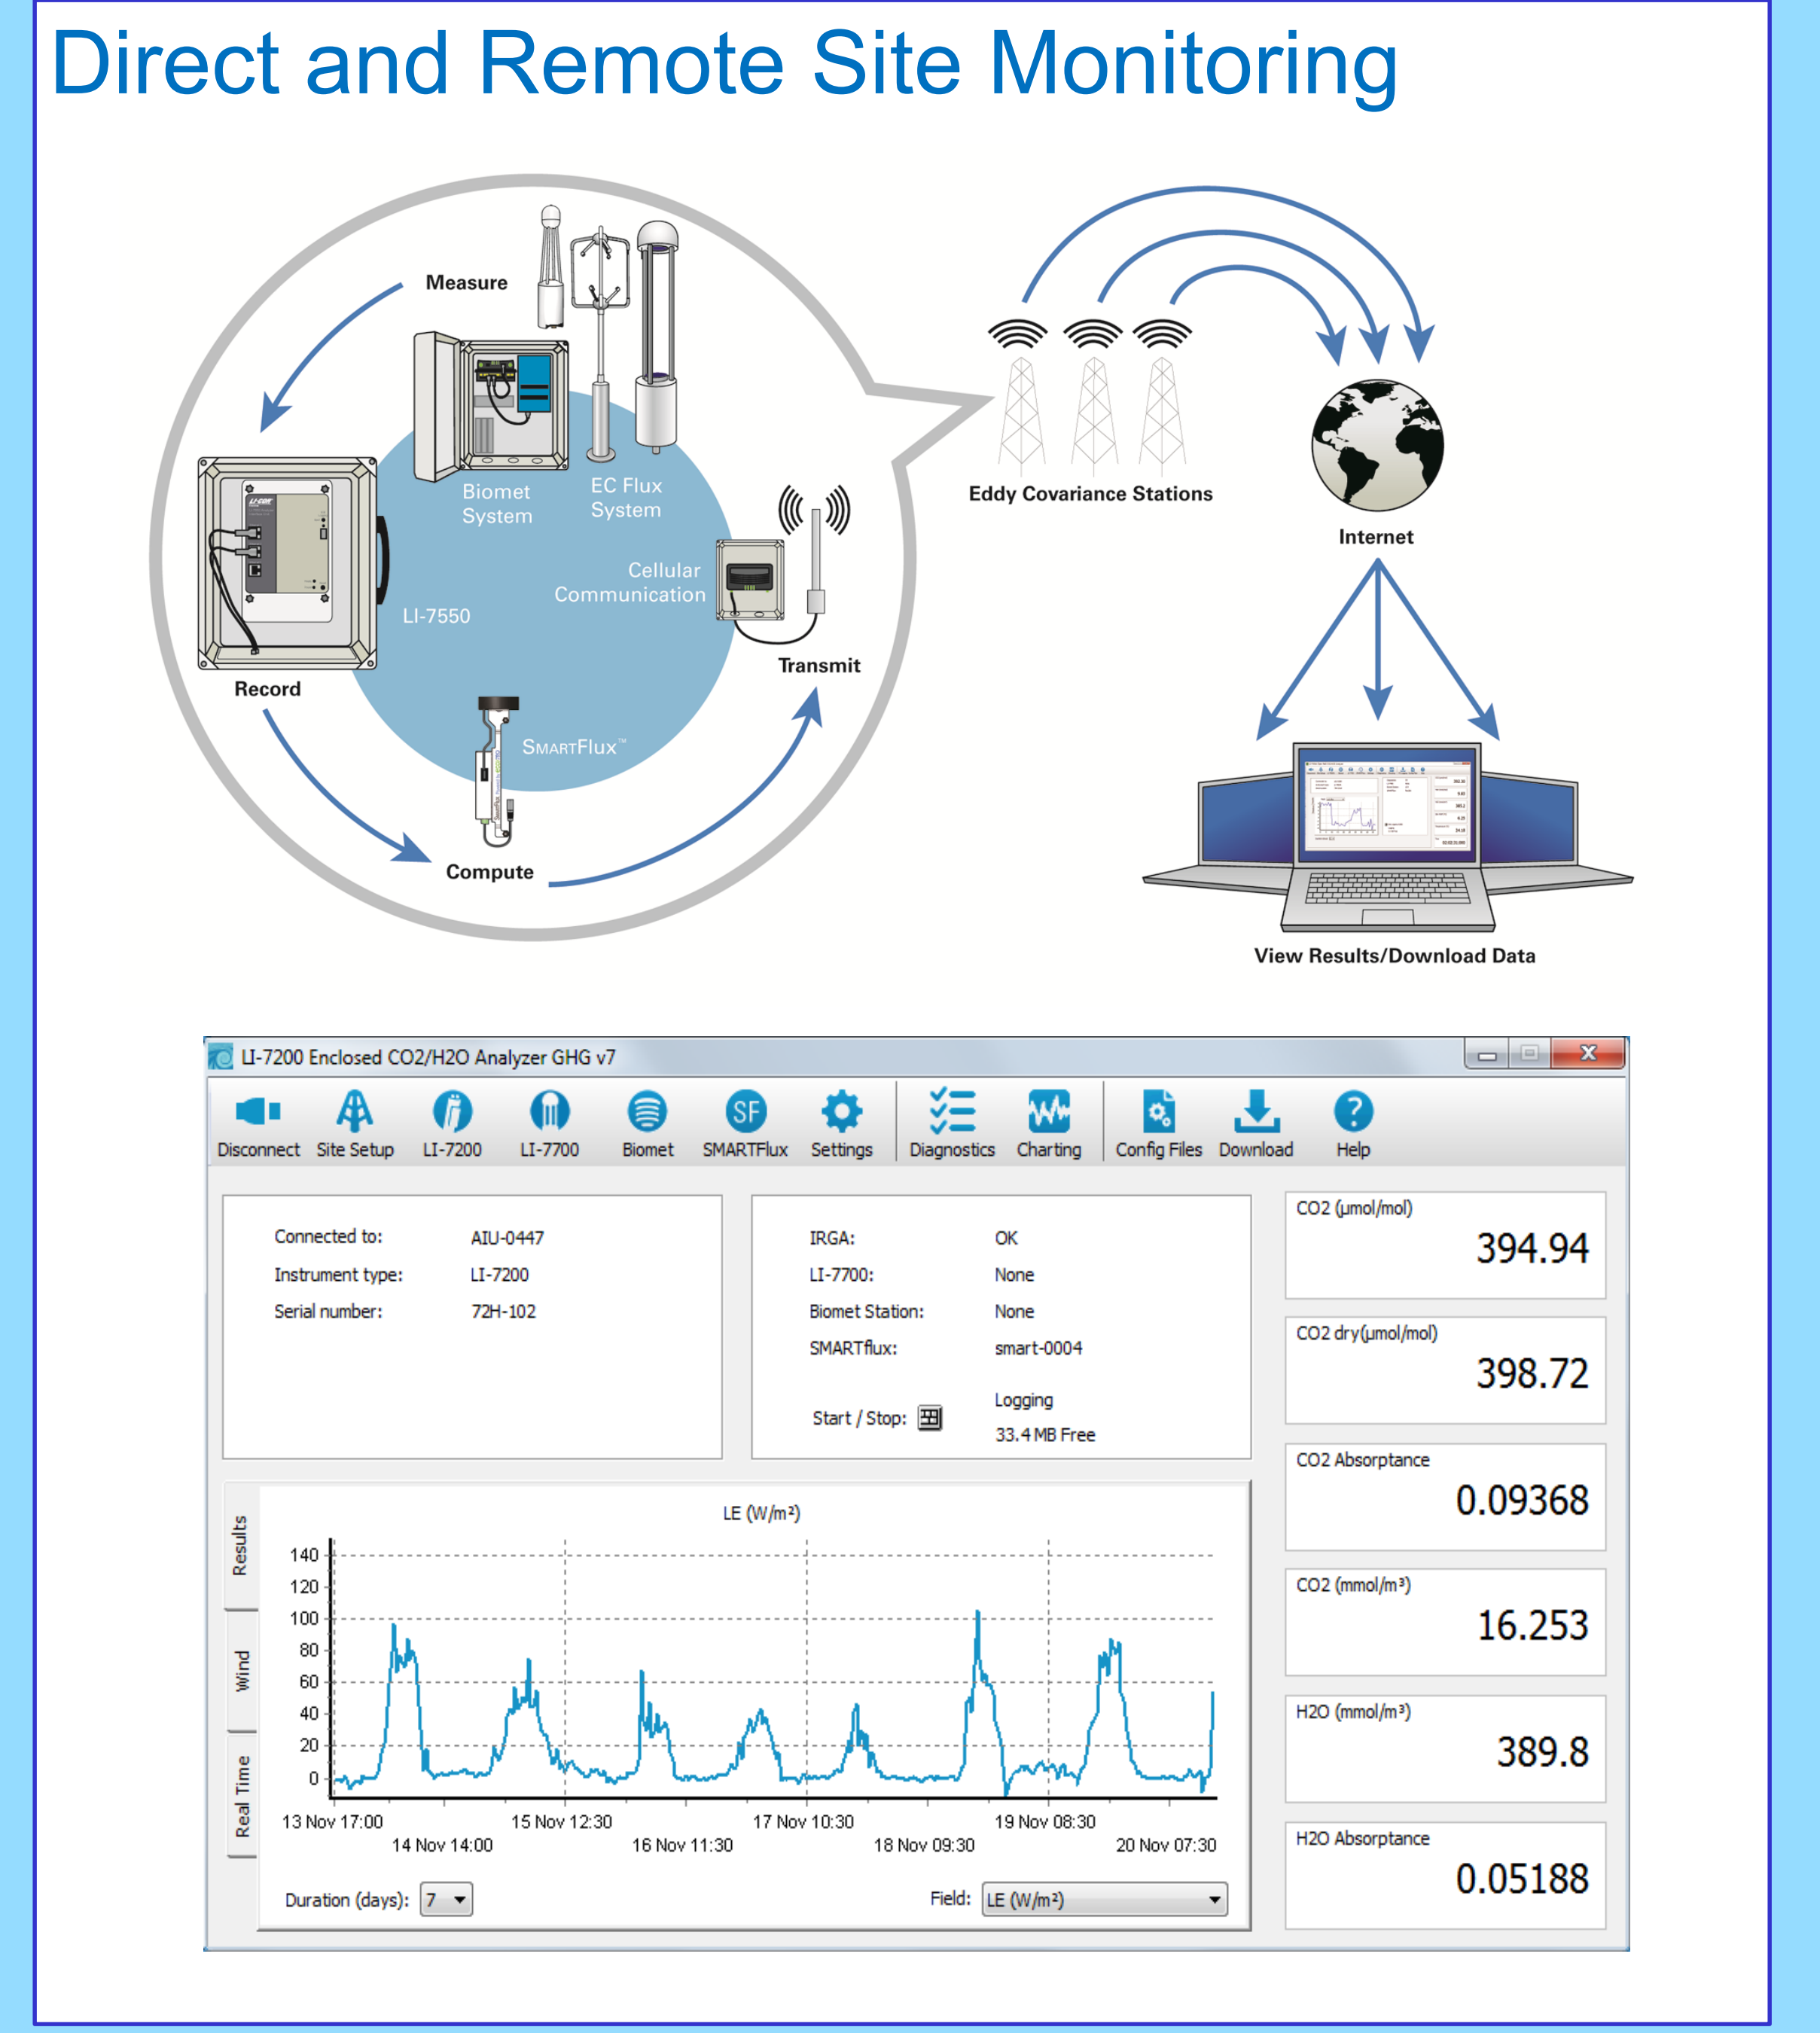 Direct and Remote Site Monitoring
Measure
Biomet
System
EC Flux
System
LI-COR
LI-7550
Record
Cellular
Communication
Transmit
SMARTFlux™
Compute
Eddy Covariance Stations
Internet
View Results/Download Data
LI-7200 Enclosed CO2/H2O Analyzer GHG v7
Disconnect Site Setup LI-7200 LI-7700 Biomet SMARTFlux Settings Diagnostics Charting Config Files Download Help
SF
?
Connected to: AIU-0447
Instrument type: LI-7200
Serial number: 72H-102
IRGA: OK
LI-7700: None
Biomet Station: None
SMARTflux: smart-0004
Logging
Start / Stop:
33.4 MB Free
CO2 (µmol/mol)
394.94
CO2 dry(µmol/mol)
398.72
CO2 Absorptance
0.09368
CO2 (mmol/m³)
16.253
H2O (mmol/m³)
389.8
H2O Absorptance
0.05188
Results
Wind
Real Time
LE (W/m²)
140
120
100
80
60
40
20
0
13 Nov 17:00 15 Nov 12:30 17 Nov 10:30 19 Nov 08:30
14 Nov 14:00 16 Nov 11:30 18 Nov 09:30 20 Nov 07:30
Duration (days): 7
Field: LE (W/m²)